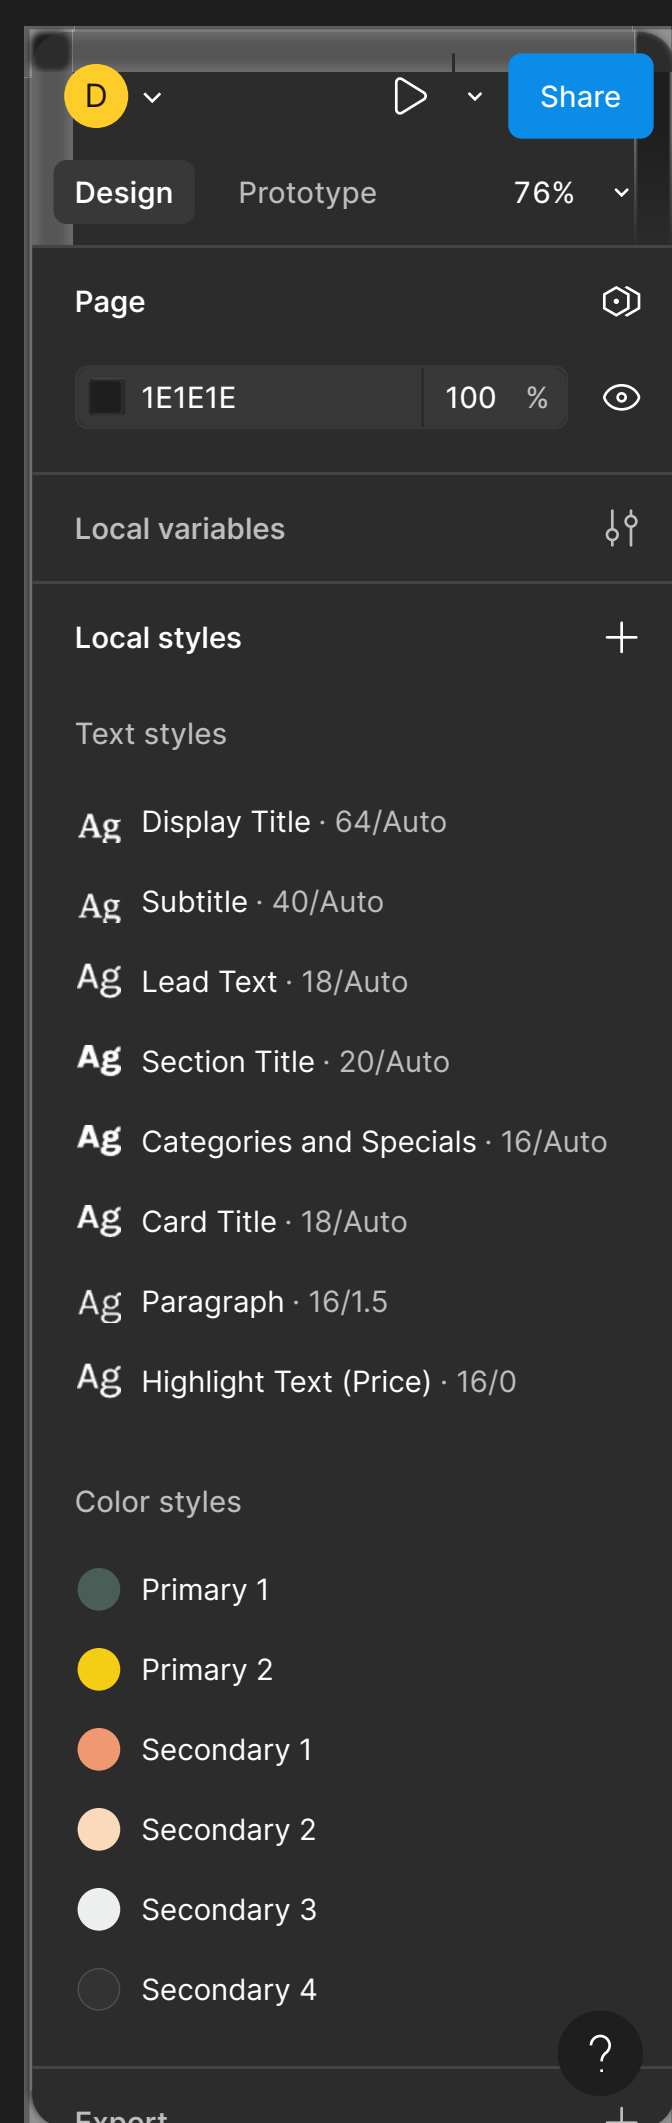 D
Share
Design Prototype 76%
Page
1E1E1E 100 %
Local variables
Local styles
Text styles
Ag Display Title · 64/Auto
Ag Subtitle · 40/Auto
Ag Lead Text · 18/Auto
Ag Section Title · 20/Auto
Ag Categories and Specials · 16/Auto
Ag Card Title · 18/Auto
Ag Paragraph · 16/1.5
Ag Highlight Text (Price) · 16/0
Color styles
Primary 1
Primary 2
Secondary 1
Secondary 2
Secondary 3
Secondary 4
?
Export